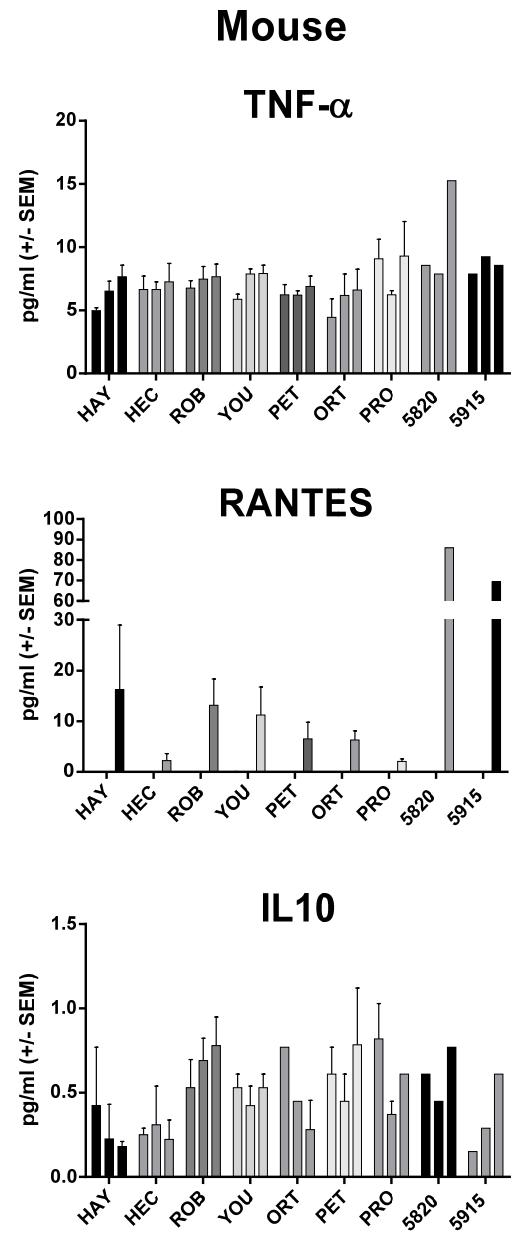 Mouse
TNF-α
20
15
10
5
0
pg/ml (+/- SEM)
HAY HEC ROB YOU PET ORT PRO 5820 5915
RANTES
100
90
80
70
60
30
20
10
0
pg/ml (+/- SEM)
HAY HEC ROB YOU PET ORT PRO 5820 5915
IL10
1.5
1.0
0.5
0.0
pg/ml (+/- SEM)
HAY HEC ROB YOU ORT PET PRO 5820 5915